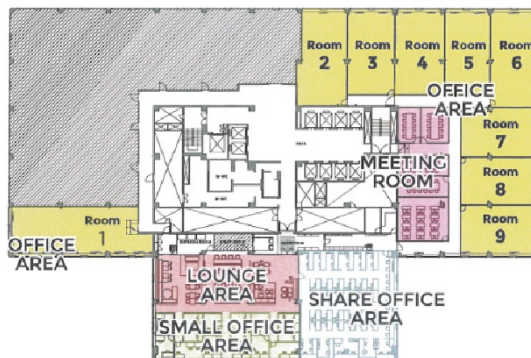 Room 2
Room 3
Room 4
Room 5
Room 6
OFFICE
AREA
Room
7
MEETING
ROOM
Room
8
Room
1
Room
9
OFFICE
AREA
LOUNGE
AREA
SHARE OFFICE
AREA
SMALL OFFICE
AREA